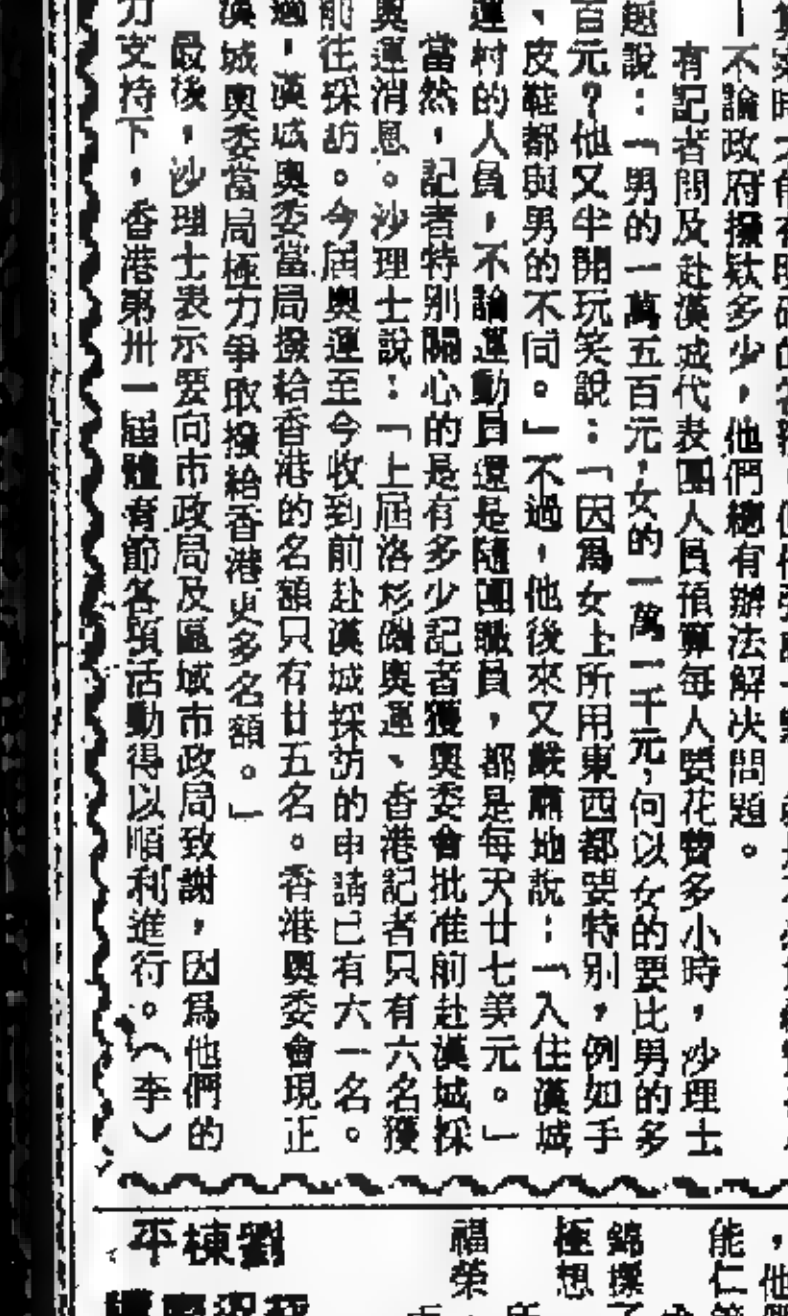 不論政府撥款多少，他們總有辦法解决問題。
有記者問及赴漢城代表團人員預算每人要花費多小時，沙理士
說：「男的一萬五百元，女的一萬一千元，何以女的要比男的多
百元？他又半開玩笑說：「因為女士所用東西都要特別，例如手
、皮鞋都與男的不同。」不過，他後來又嚴肅地說：「入住漢城
運村的人員，不論運動員還是隨團職員，都是每天廿七美元。」
當然，記者特別關心的是有多少記者獲奧委會批准前赴漢城採
奧運消息。沙理士說：「上屆洛杉磯奧運、香港記者只有六名獲
前往採訪。今屆奧運至今收到前赴漢城採訪的申請已有六一名。
過，漢城奧委當局撥給香港的名額只有廿五名。香港奧委會現正
漢城奧委當局極力爭取撥給香港更多名額。」
最後，沙理士表示要向市政局及區域市政局致謝，因爲他們的
力支持下，香港第卅一屆體育節各項活動得以順利進行。（李）
能仁
，他
錦
極想
福榮
劉
棟
平